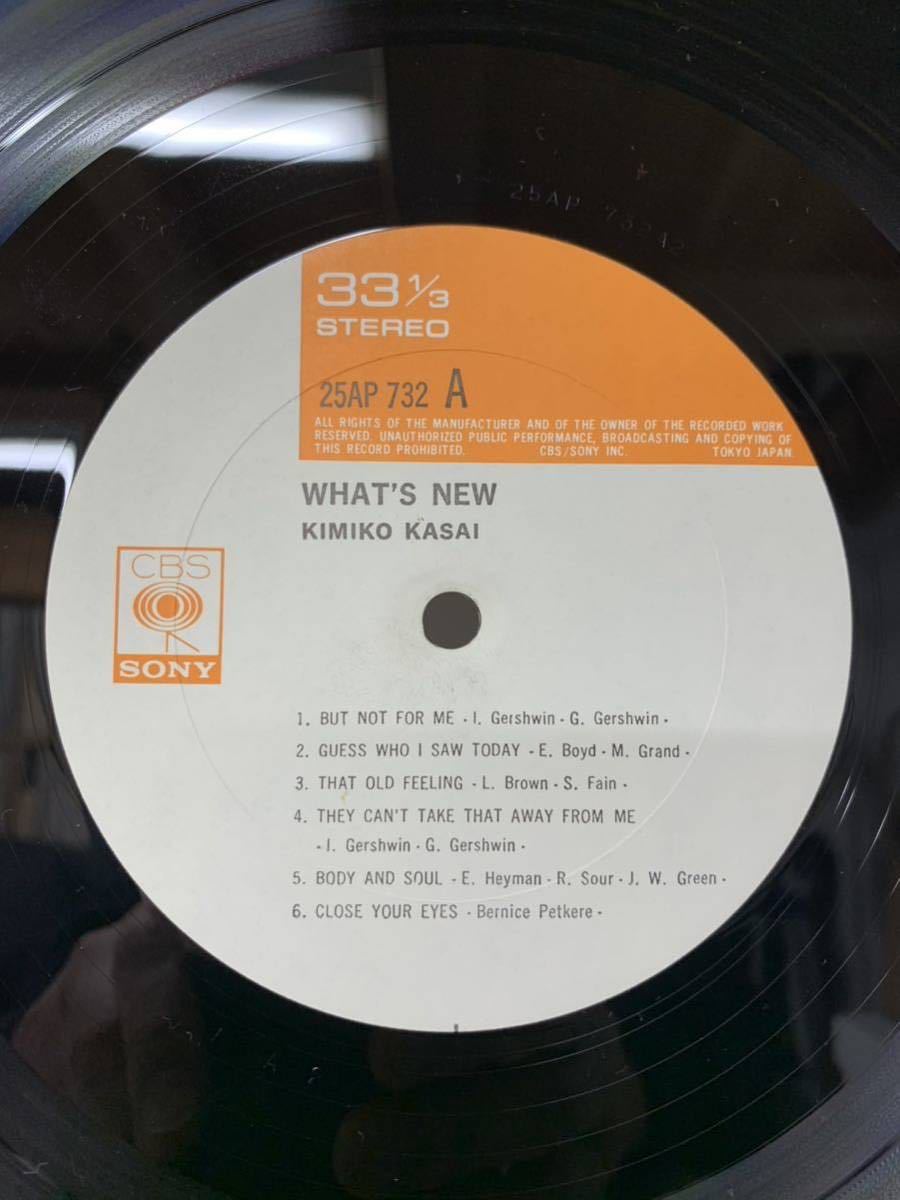 25AP 732A2
33 1/3
STEREO
25AP 732 A
ALL RIGHTS OF THE MANUFACTURER AND OF THE OWNER OF THE RECORDED WORK
RESERVED. UNAUTHORIZED PUBLIC PERFORMANCE, BROADCASTING AND COPYING OF
THIS RECORD PROHIBITED. CBS/SONY INC. TOKYO JAPAN.
WHAT'S NEW
KIMIKO KASAI
CBS
SONY
1. BUT NOT FOR ME - I. Gershwin - G. Gershwin -
2. GUESS WHO I SAW TODAY - E. Boyd - M. Grand -
3. THAT OLD FEELING - L. Brown - S. Fain -
4. THEY CAN'T TAKE THAT AWAY FROM ME
- I. Gershwin - G. Gershwin -
5. BODY AND SOUL - E. Heyman - R. Sour - J. W. Green -
6. CLOSE YOUR EYES - Bernice Petkere -